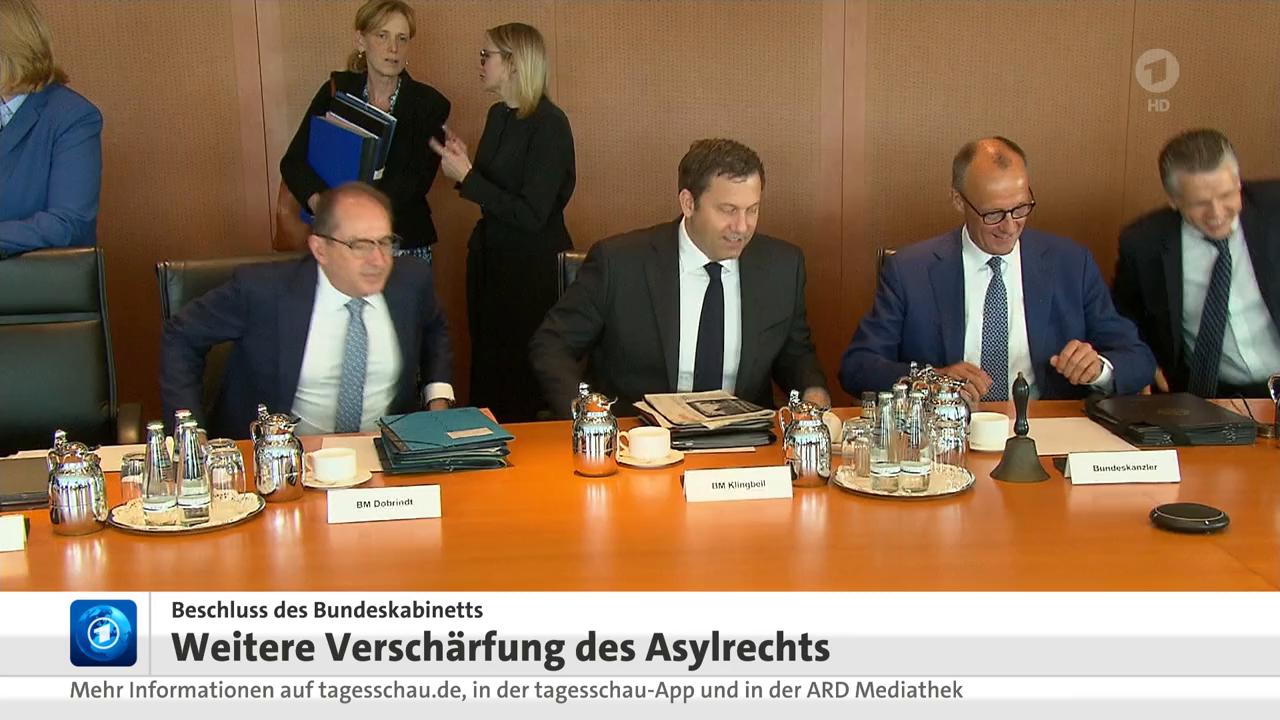 1
HD
BM Dobrindt
BM Klingbeil
Bundeskanzler
1
Beschluss des Bundeskabinetts
Weitere Verschärfung des Asylrechts
Mehr Informationen auf tagesschau.de, in der tagesschau-App und in der ARD Mediathek